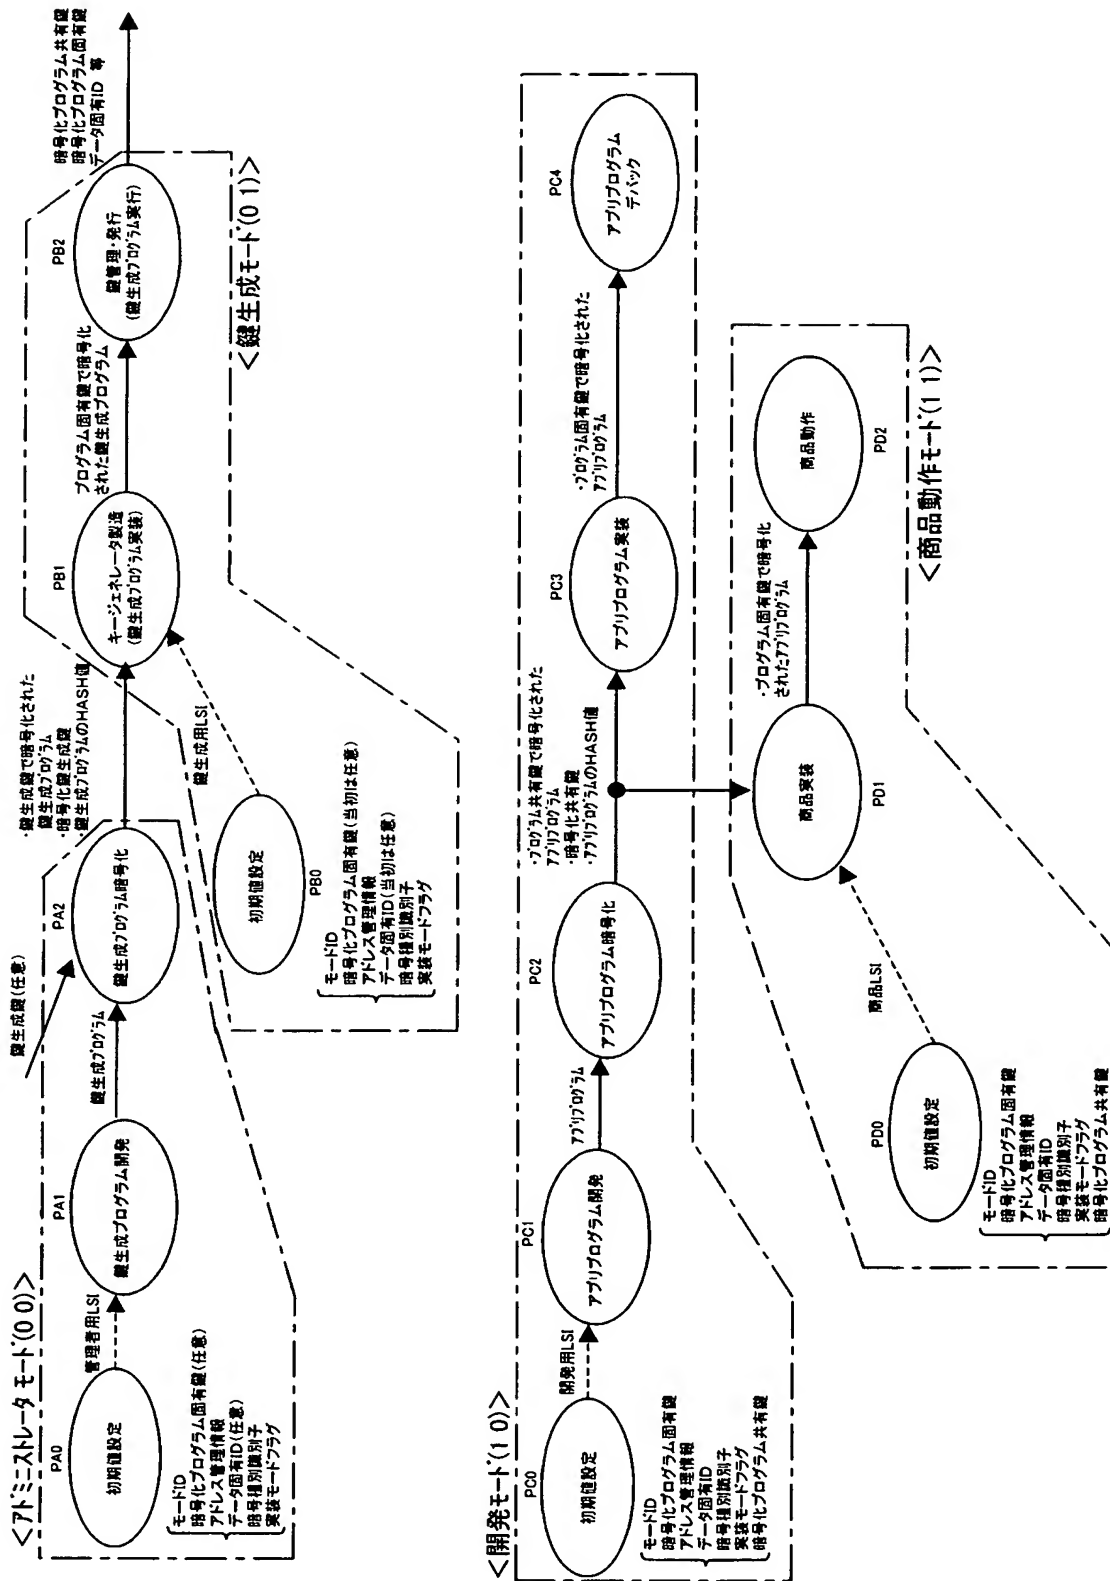 <アドミニストレータ モード(0 0)>
PA0
初期値設定
モードID
暗号化プログラム固有鍵(任意)
アドレス管理情報
データ固有ID(任意)
暗号種別識別子
実装モードフラグ
管理者用LSI
PA1
鍵生成プログラム開発
鍵生成プログラム
鍵生成鍵(任意)
PA2
鍵生成プログラム暗号化
・鍵生成鍵で暗号化された
鍵生成プログラム
・暗号化鍵生成鍵
・鍵生成プログラムのHASH値
<鍵生成モード(0 1)>
初期値設定
PB0
モードID
暗号化プログラム固有鍵(当初は任意)
アドレス管理情報
データ固有ID(当初は任意)
暗号種別識別子
実装モードフラグ
鍵生成用LSI
PB1
キージェネレータ製造
(鍵生成プログラム実装)
プログラム固有鍵で暗号化
された鍵生成プログラム
PB2
鍵管理・発行
(鍵生成プログラム実行)
暗号化プログラム共有鍵
暗号化プログラム固有鍵
データ固有ID 等
<開発モード(1 0)>
PC0
初期値設定
モードID
暗号化プログラム固有鍵
アドレス管理情報
データ固有ID
暗号種別識別子
実装モードフラグ
暗号化プログラム共有鍵
開発用LSI
PC1
アプリプログラム開発
アプリプログラム
PC2
アプリプログラム暗号化
・プログラム共有鍵で暗号化された
アプリプログラム
・暗号化共有鍵
・アプリプログラムのHASH値
PC3
アプリプログラム実装
・プログラム固有鍵で暗号化された
アプリプログラム
PC4
アプリプログラム
デバック
<商品動作モード(1 1)>
PD0
初期値設定
モードID
暗号化プログラム固有鍵
アドレス管理情報
データ固有ID
暗号種別識別子
実装モードフラグ
暗号化プログラム共有鍵
商品LSI
商品実装
PD1
・プログラム固有鍵で暗号化
されたアプリプログラム
商品動作
PD2